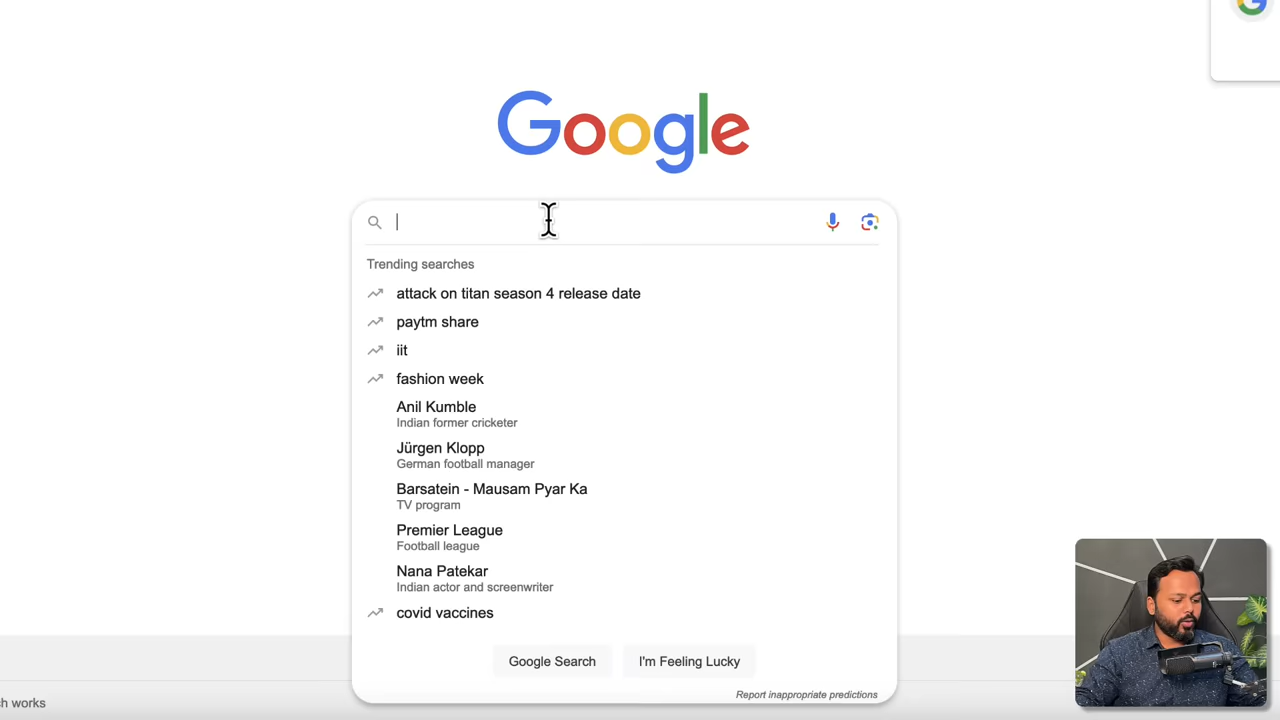 Google
Trending searches
attack on titan season 4 release date
paytm share
iit
fashion week
Anil Kumble
Indian former cricketer
Jürgen Klopp
German football manager
Barsatein - Mausam Pyar Ka
TV program
Premier League
Football league
Nana Patekar
Indian actor and screenwriter
covid vaccines
Google Search
I'm Feeling Lucky
Report inappropriate predictions
h works